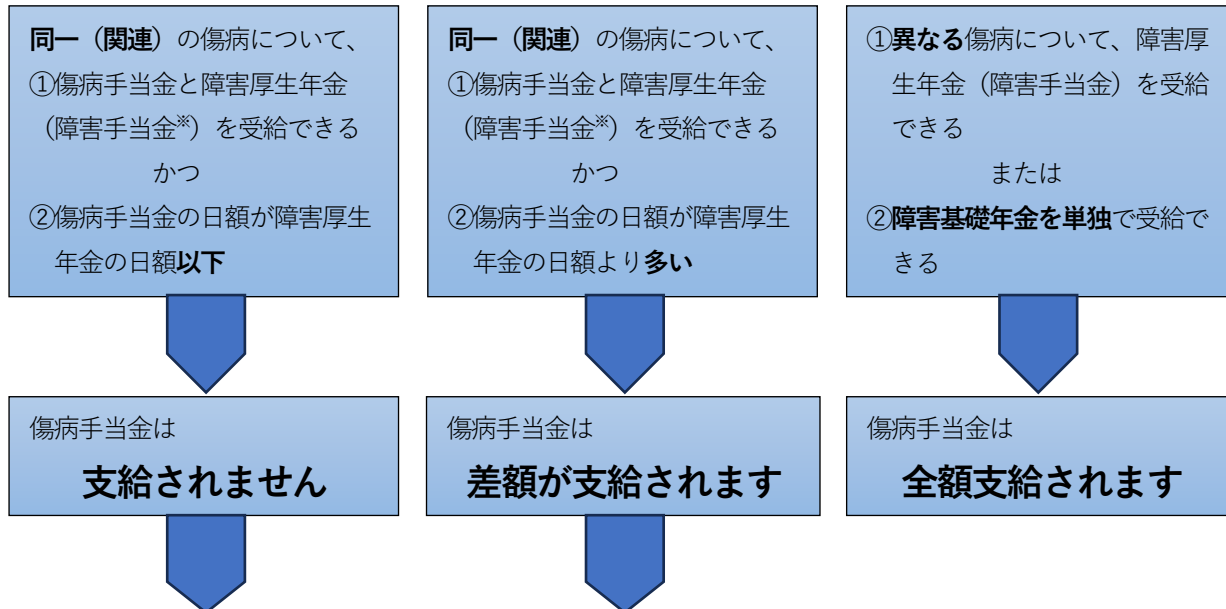 同一（関連）の傷病について、
①傷病手当金と障害厚生年金
（障害手当金※）を受給できる
かつ
②傷病手当金の日額が障害厚生
年金の日額以下
同一（関連）の傷病について、
①傷病手当金と障害厚生年金
（障害手当金※）を受給できる
かつ
②傷病手当金の日額が障害厚生
年金の日額より多い
①異なる傷病について、障害厚
生年金（障害手当金）を受給
できる
または
②障害基礎年金を単独で受給で
きる
傷病手当金は
支給されません
傷病手当金は
差額が支給されます
傷病手当金は
全額支給されます